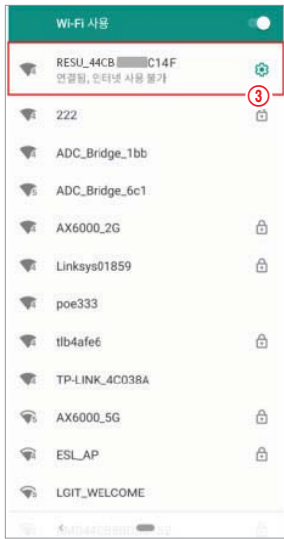 Wi-Fi 사용
RESU_44CB C14F
연결됨, 인터넷 사용 불가
③
222
ADC_Bridge_1bb
ADC_Bridge_6c1
AX6000_2G
Linksys01859
poe333
tlb4afe6
TP-LINK_4C038A
AX6000_5G
ESL_AP
LGIT_WELCOME